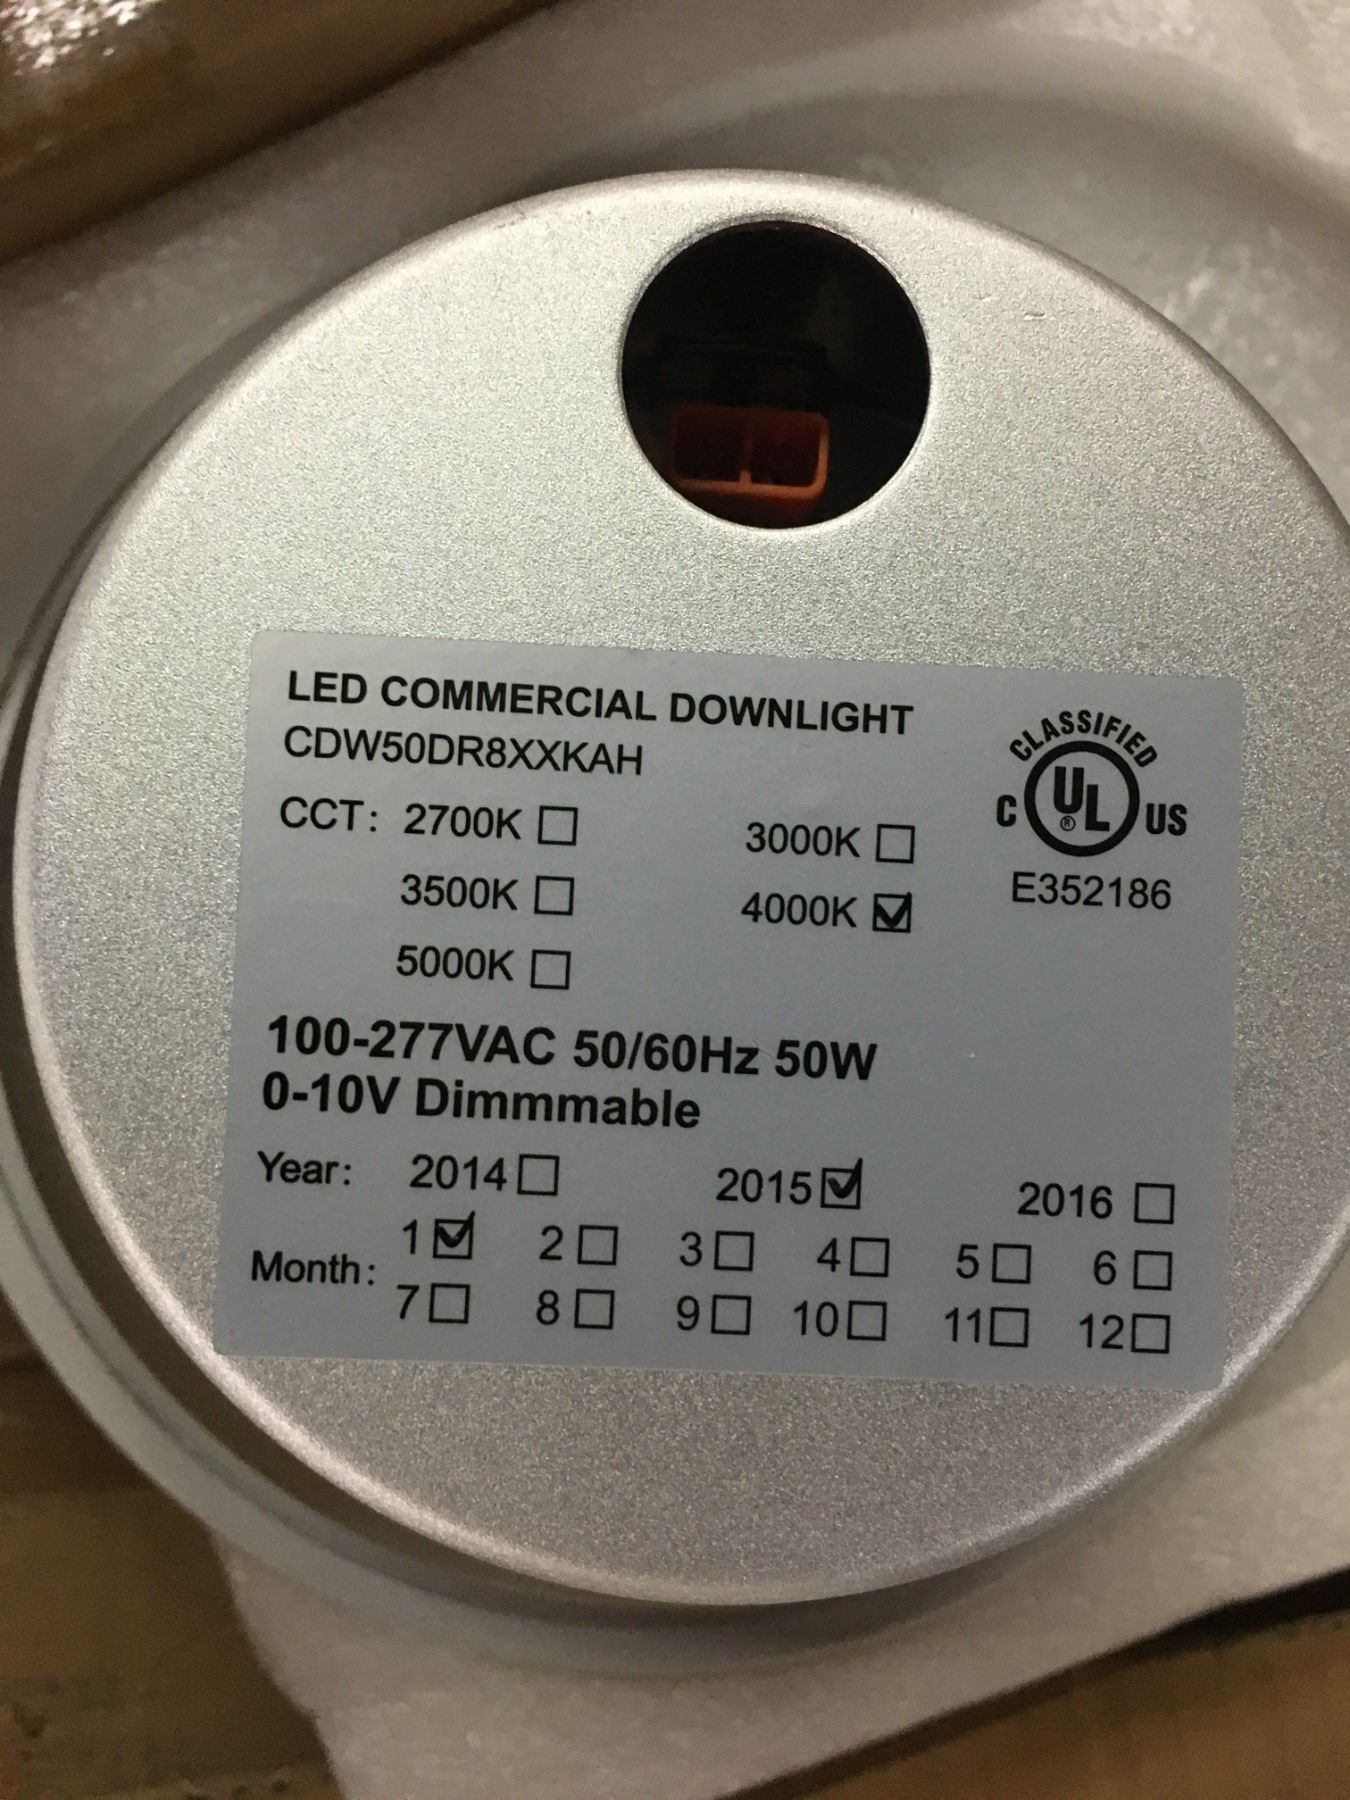 LED COMMERCIAL DOWNLIGHT
CDW50DR8XXKAH
CLASSIFIED
C UL® US
E352186
CCT: 2700K ☐ 3000K ☐
3500K ☐ 4000K ☑
5000K ☐
100-277VAC 50/60Hz 50W
0-10V Dimmmable
Year: 2014 ☐ 2015 ☑ 2016 ☐
Month: 1 ☑ 2 ☐ 3 ☐ 4 ☐ 5 ☐ 6 ☐
7 ☐ 8 ☐ 9 ☐ 10 ☐ 11 ☐ 12 ☐